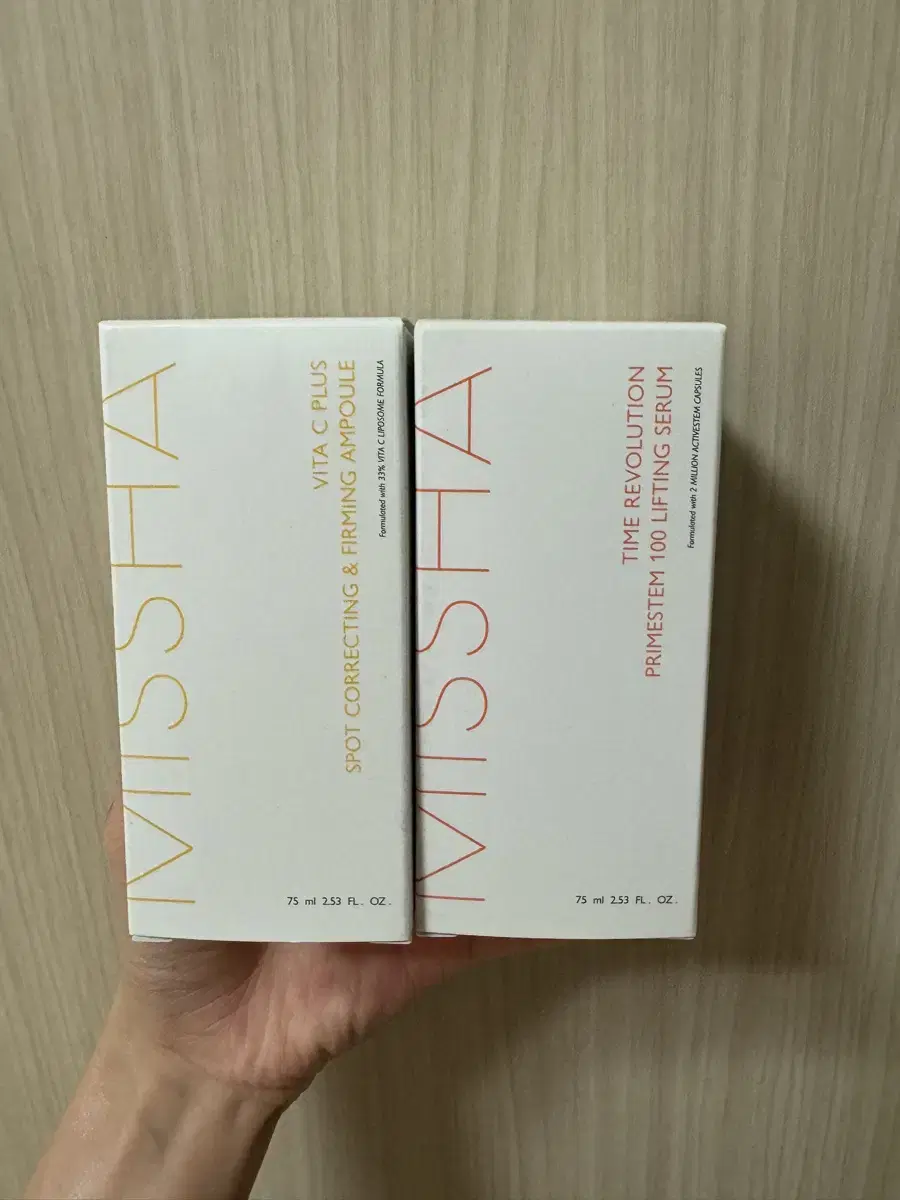 MISSHA
VITA C PLUS
SPOT CORRECTING & FIRMING AMPOULE
Formulated with 33% VITA C LIPOSOME FORMULA
75 ml 2.53 FL. OZ.
MISSHA
TIME REVOLUTION
PRIMESTEM 100 LIFTING SERUM
Formulated with 2 MILLION ACTIVESTEM CAPSULES
75 ml 2.53 FL. OZ.